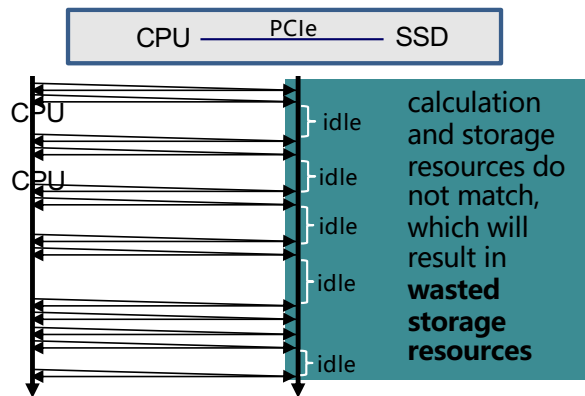 CPU PCIe SSD
CPU
CPU
idle
idle
idle
idle
idle
calculation
and storage
resources do
not match,
which will
result in
wasted
storage
resources